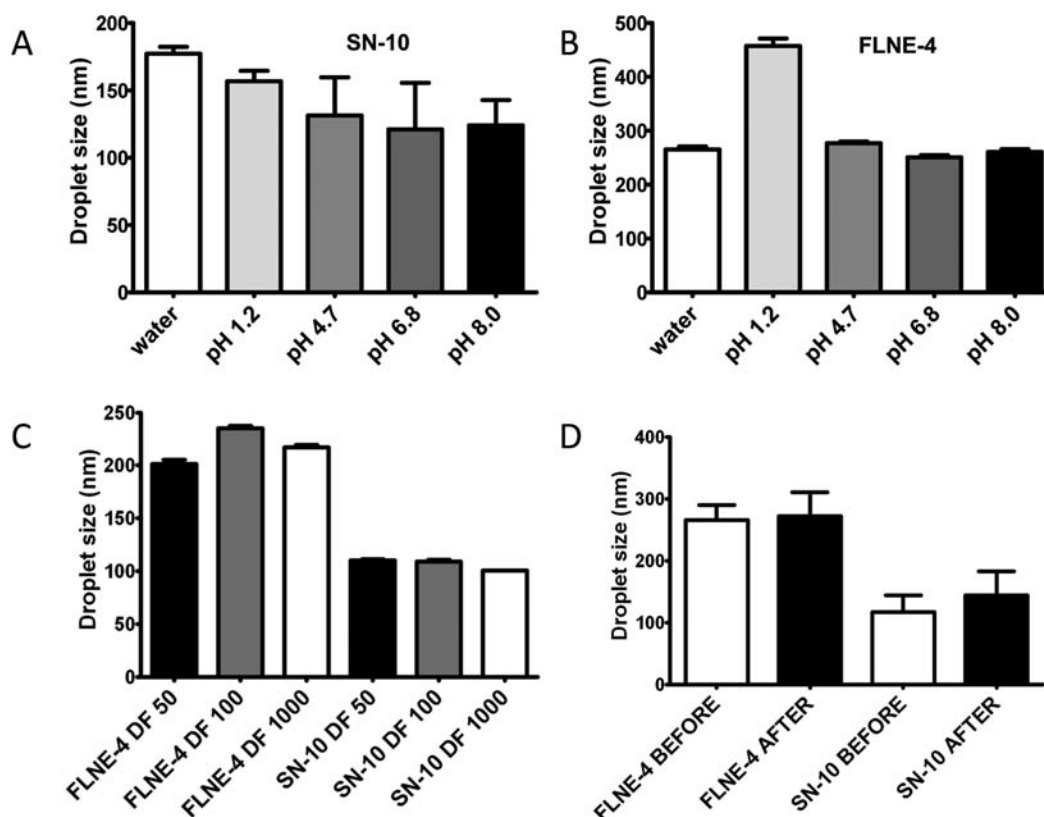 A
SN-10
Droplet size (nm)
200
150
100
50
0
water
pH 1.2
pH 4.7
pH 6.8
pH 8.0
B
FLNE-4
Droplet size (nm)
500
400
300
200
100
0
water
pH 1.2
pH 4.7
pH 6.8
pH 8.0
C
Droplet size (nm)
250
200
150
100
50
0
FLNE-4 DF 50
FLNE-4 DF 100
FLNE-4 DF 1000
SN-10 DF 50
SN-10 DF 100
SN-10 DF 1000
D
Droplet size (nm)
400
300
200
100
0
FLNE-4 BEFORE
FLNE-4 AFTER
SN-10 BEFORE
SN-10 AFTER